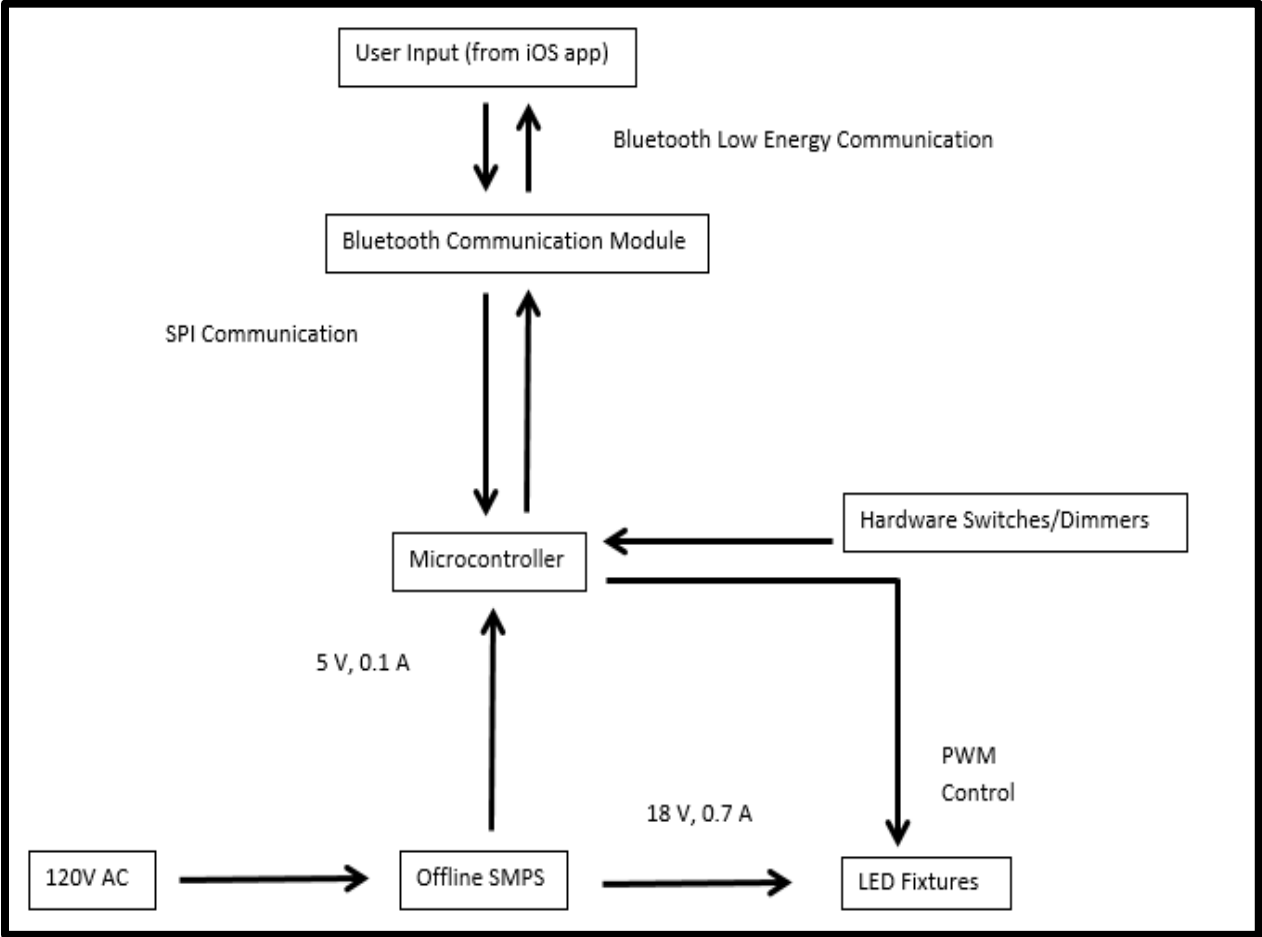 User Input (from iOS app)
Bluetooth Low Energy Communication
Bluetooth Communication Module
SPI Communication
Hardware Switches/Dimmers
Microcontroller
5 V, 0.1 A
PWM
Control
18 V, 0.7 A
120V AC
Offline SMPS
LED Fixtures